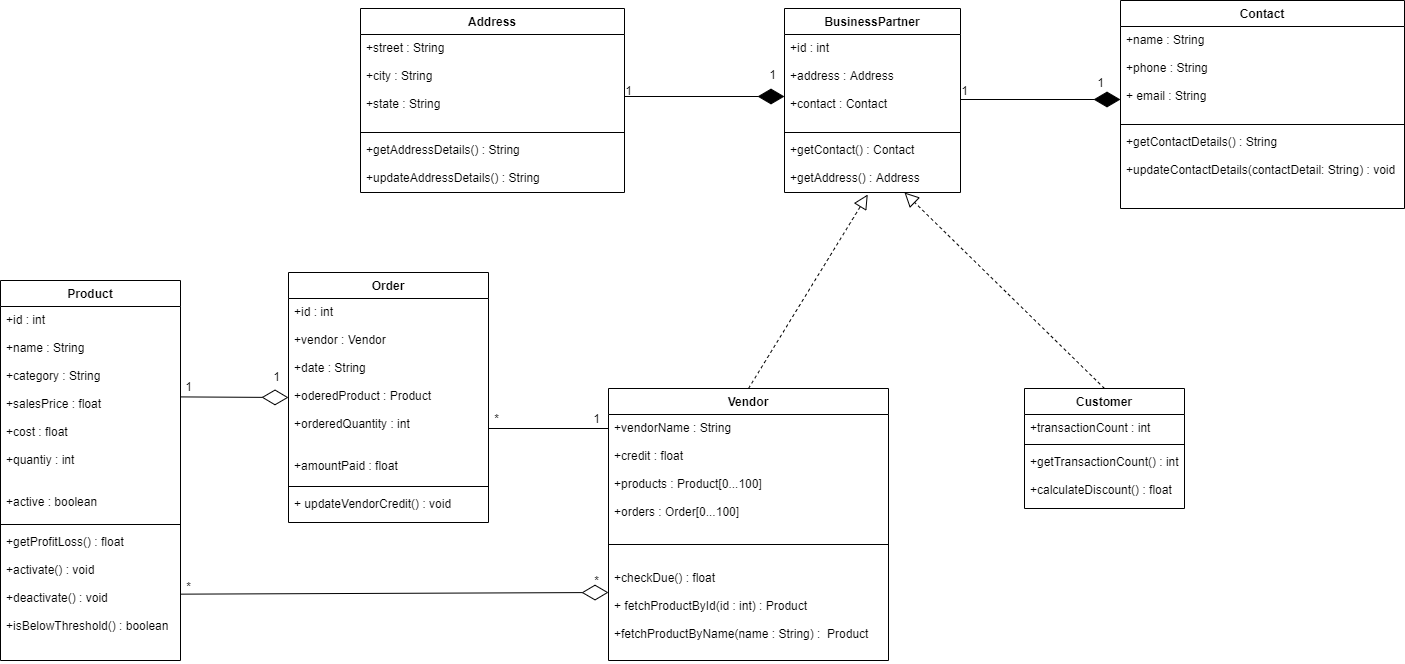 Address
+street : String
+city : String
+state : String
+getAddressDetails() : String
+updateAddressDetails() : String
1
1
BusinessPartner
+id : int
+address : Address
+contact : Contact
+getContact() : Contact
+getAddress() : Address
1
1
Contact
+name : String
+phone : String
+ email : String
+getContactDetails() : String
+updateContactDetails(contactDetail: String) : void
Product
+id : int
+name : String
+category : String
+salesPrice : float
+cost : float
+quantiy : int
+active : boolean
+getProfitLoss() : float
+activate() : void
+deactivate() : void
+isBelowThreshold() : boolean
1
1
Order
+id : int
+vendor : Vendor
+date : String
+oderedProduct : Product
+orderedQuantity : int
+amountPaid : float
+ updateVendorCredit() : void
*
1
*
*
Vendor
+vendorName : String
+credit : float
+products : Product[0...100]
+orders : Order[0...100]
+checkDue() : float
+ fetchProductById(id : int) : Product
+fetchProductByName(name : String) :  Product
Customer
+transactionCount : int
+getTransactionCount() : int
+calculateDiscount() : float